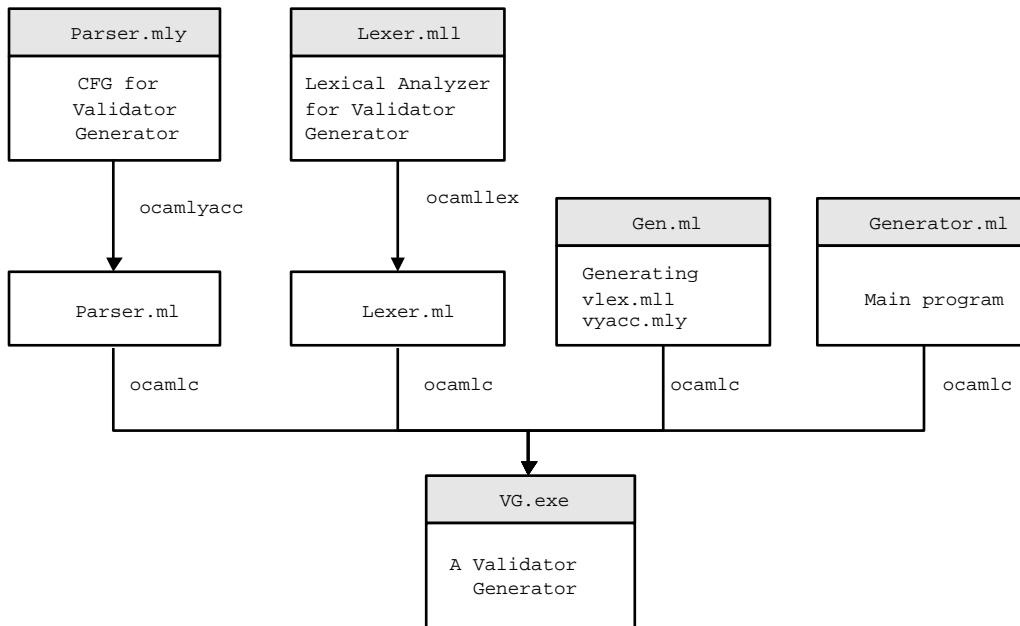 Parser.mly
CFG for
Validator
Generator
Lexer.mll
Lexical Analyzer
for Validator
Generator
ocamlyacc
ocamllex
Gen.ml
Generating
vlex.mll
vyacc.mly
Generator.ml
Main program
Parser.ml
Lexer.ml
ocamlc
ocamlc
ocamlc
ocamlc
VG.exe
A Validator
Generator